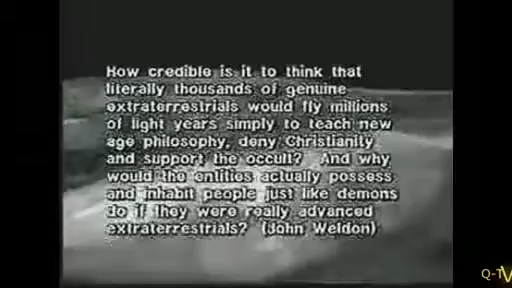 How credible is it to think that
literally thousands of genuine
extraterrestrials would fly millions
of light years simply to teach new
age philosophy, deny Christianity
and support the occult? And why
would the entities actually possess
and inhabit people just like demons
do if they were really advanced
extraterrestrials? (John Weldon)
Q-TV